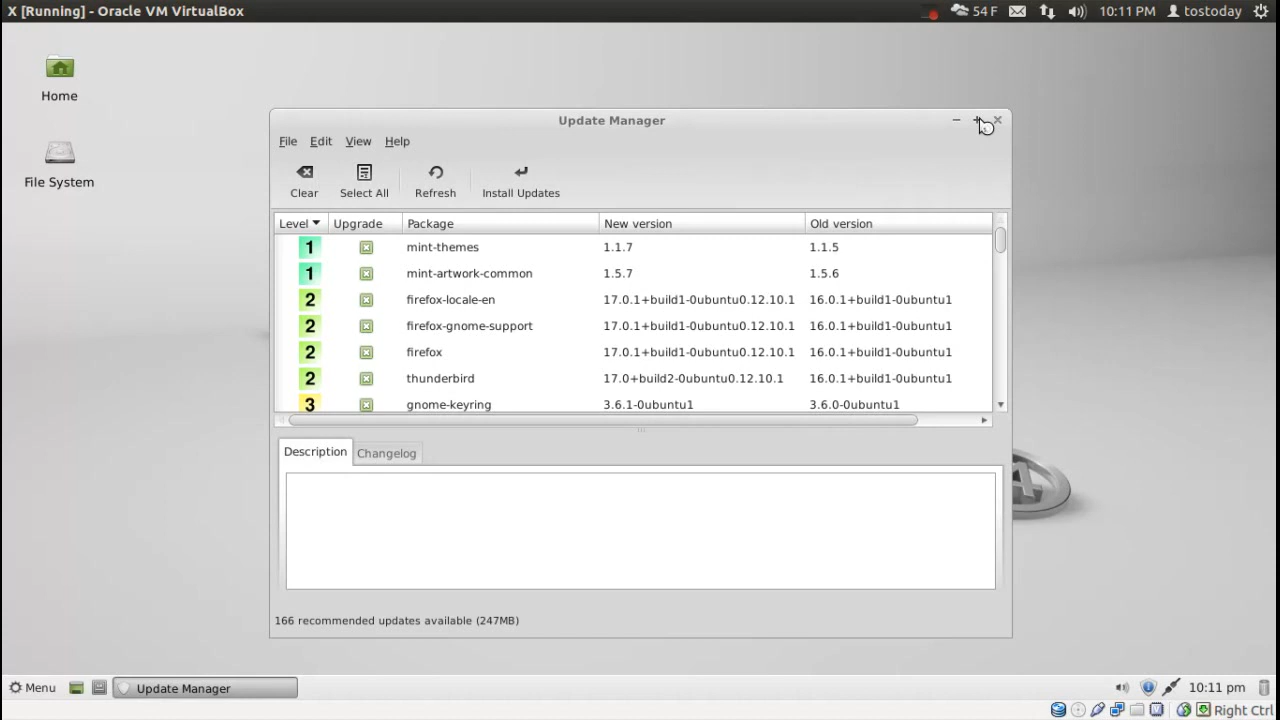 X [Running] - Oracle VM VirtualBox
54 F
10:11 PM
tostoday
Home
File System
Update Manager
File Edit View Help
Clear Select All Refresh Install Updates
Level Upgrade Package New version Old version
1 mint-themes 1.1.7 1.1.5
1 mint-artwork-common 1.5.7 1.5.6
2 firefox-locale-en 17.0.1+build1-0ubuntu0.12.10.1 16.0.1+build1-0ubuntu1
2 firefox-gnome-support 17.0.1+build1-0ubuntu0.12.10.1 16.0.1+build1-0ubuntu1
2 firefox 17.0.1+build1-0ubuntu0.12.10.1 16.0.1+build1-0ubuntu1
2 thunderbird 17.0+build2-0ubuntu0.12.10.1 16.0.1+build1-0ubuntu1
3 gnome-keyring 3.6.1-0ubuntu1 3.6.0-0ubuntu1
Description Changelog
166 recommended updates available (247MB)
Menu
Update Manager
10:11 pm
Right Ctrl